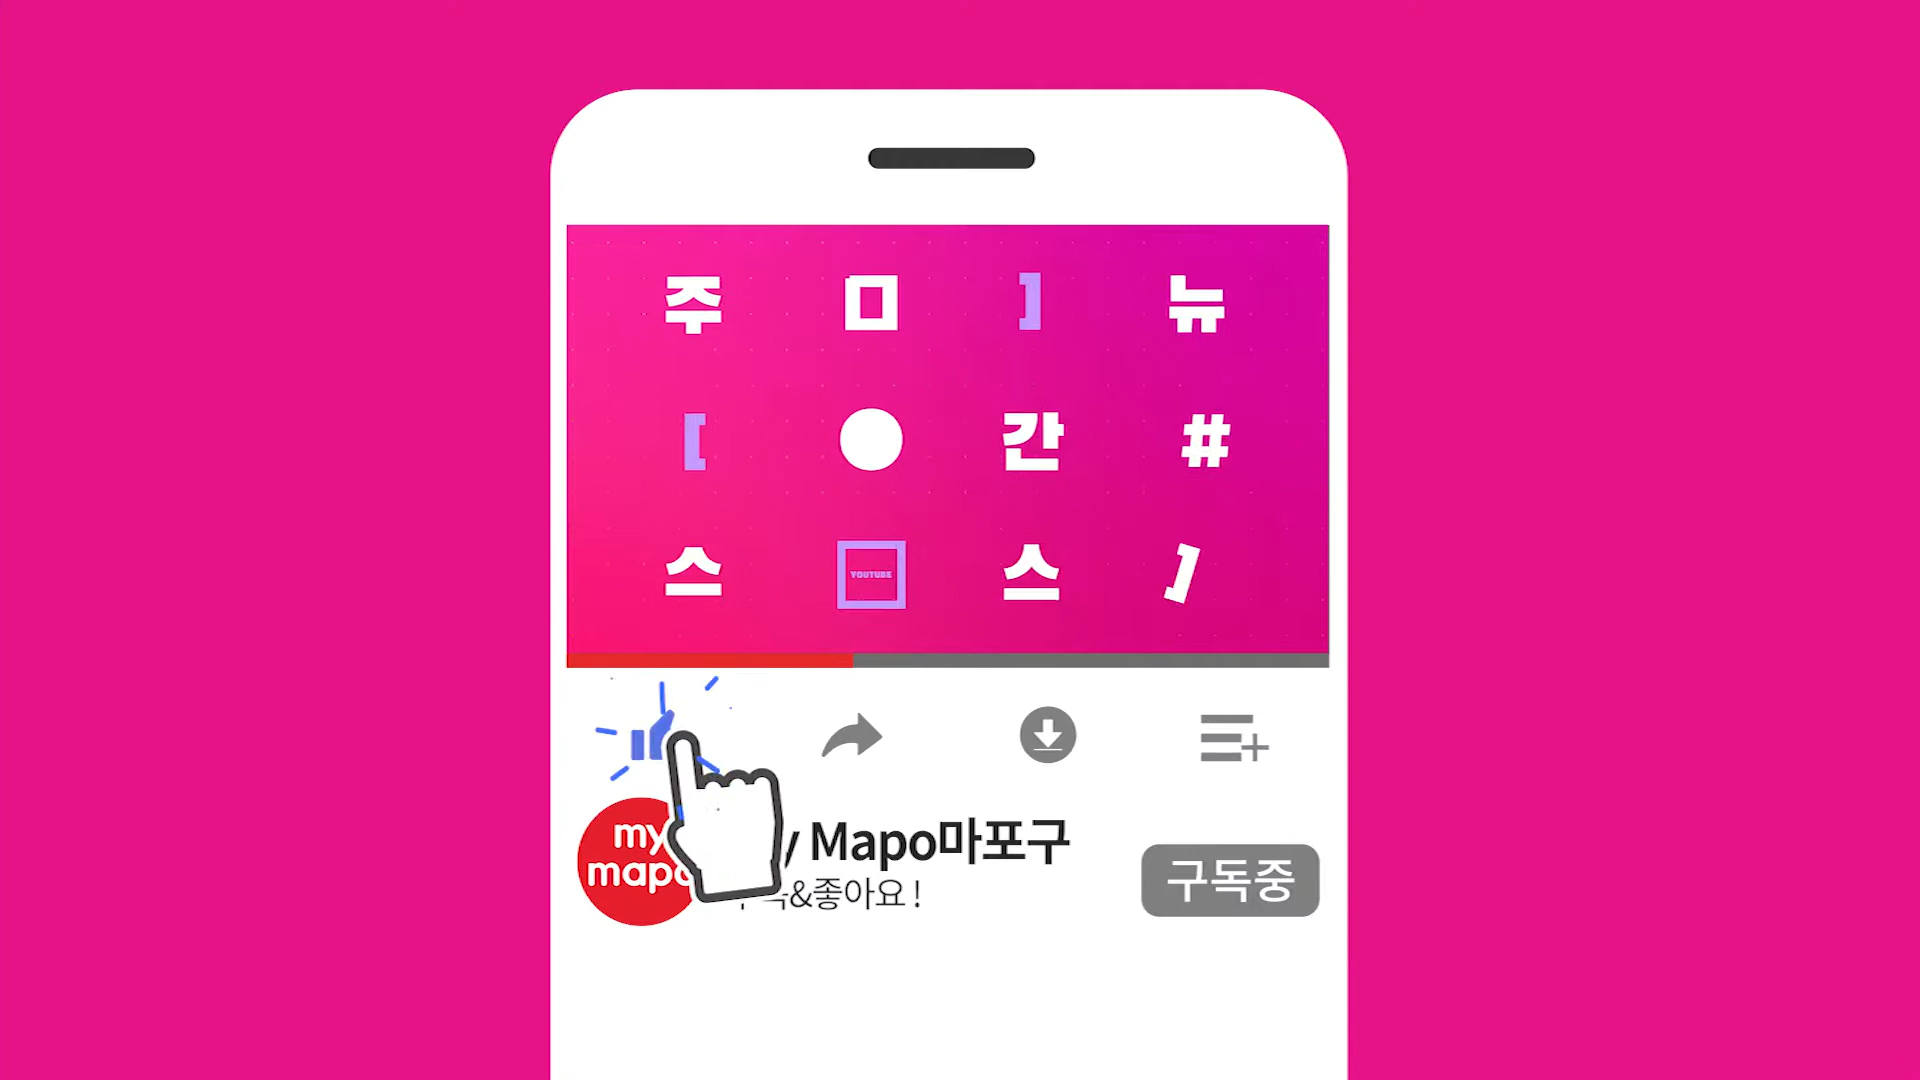 주 ㅁ ] 뉴
[ 간 #
스 YOUTUBE 스 ]
my
mapo
Mapo마포구
&좋아요!
구독중